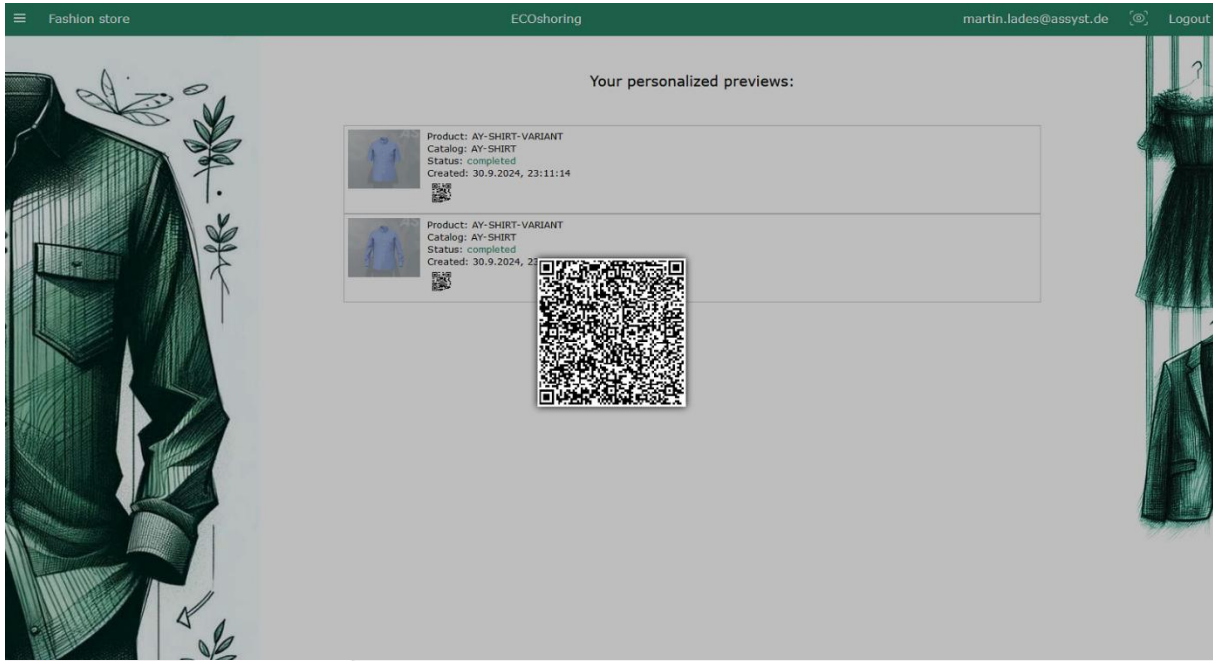 Fashion store
ECOshoring
martin.lades@assyst.de
Logout
Your personalized previews:
Product: AY-SHIRT-VARIANT
Catalog: AY-SHIRT
Status: completed
Created: 30.9.2024, 23:11:14
Product: AY-SHIRT-VARIANT
Catalog: AY-SHIRT
Status: completed
Created: 30.9.2024,